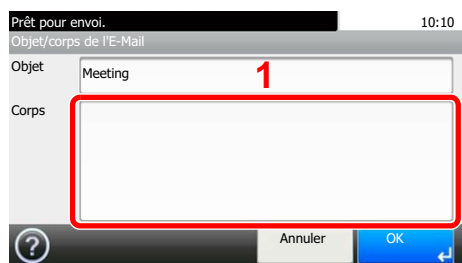 Prêt pour envoi. 10:10
Objet/corps de l'E-Mail
Objet Meeting 1
Corps
? Annuler OK